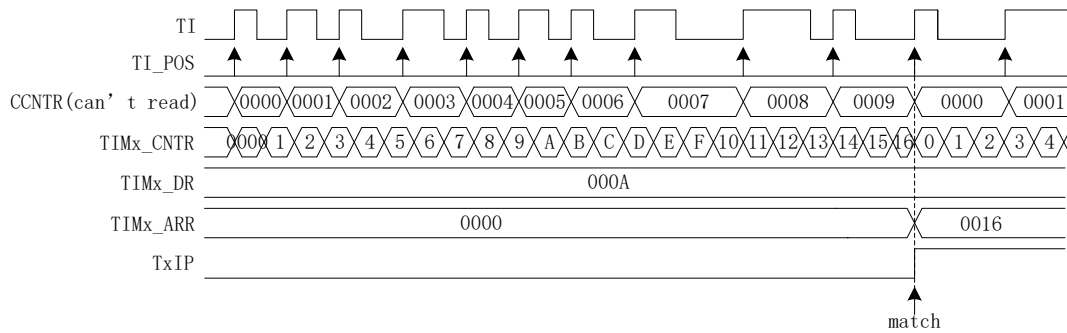 TI
TI_POS
CCNTR(can't read) 0000 0001 0002 0003 0004 0005 0006 0007 0008 0009 0000 0001
TIMx_CNTR 0000 1 2 3 4 5 6 7 8 9 A B C D E F 10 11 12 13 14 15 16 0 1 2 3 4
TIMx_DR 000A
TIMx_ARR 0000 0016
TxIP
match